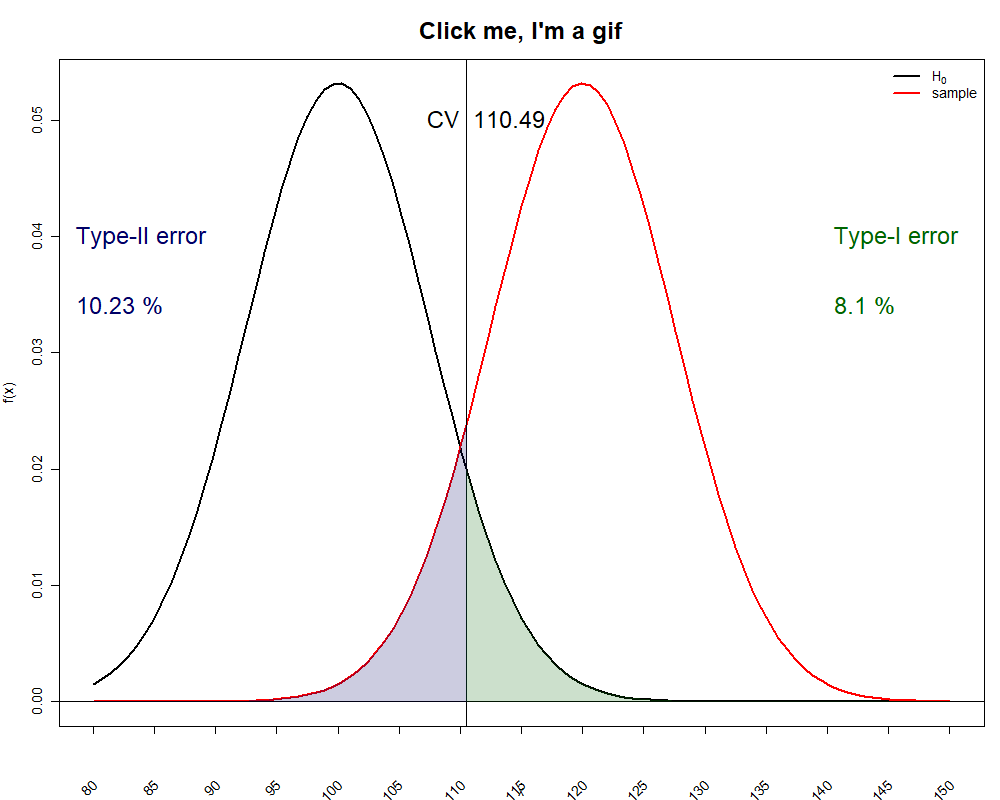 Click me, I'm a gif
H0
sample
CV 110.49
Type-II error
10.23 %
Type-I error
8.1 %
f(x)
0.05
0.04
0.03
0.02
0.01
0.00
80 85 90 95 100 105 110 115 120 125 130 135 140 145 150